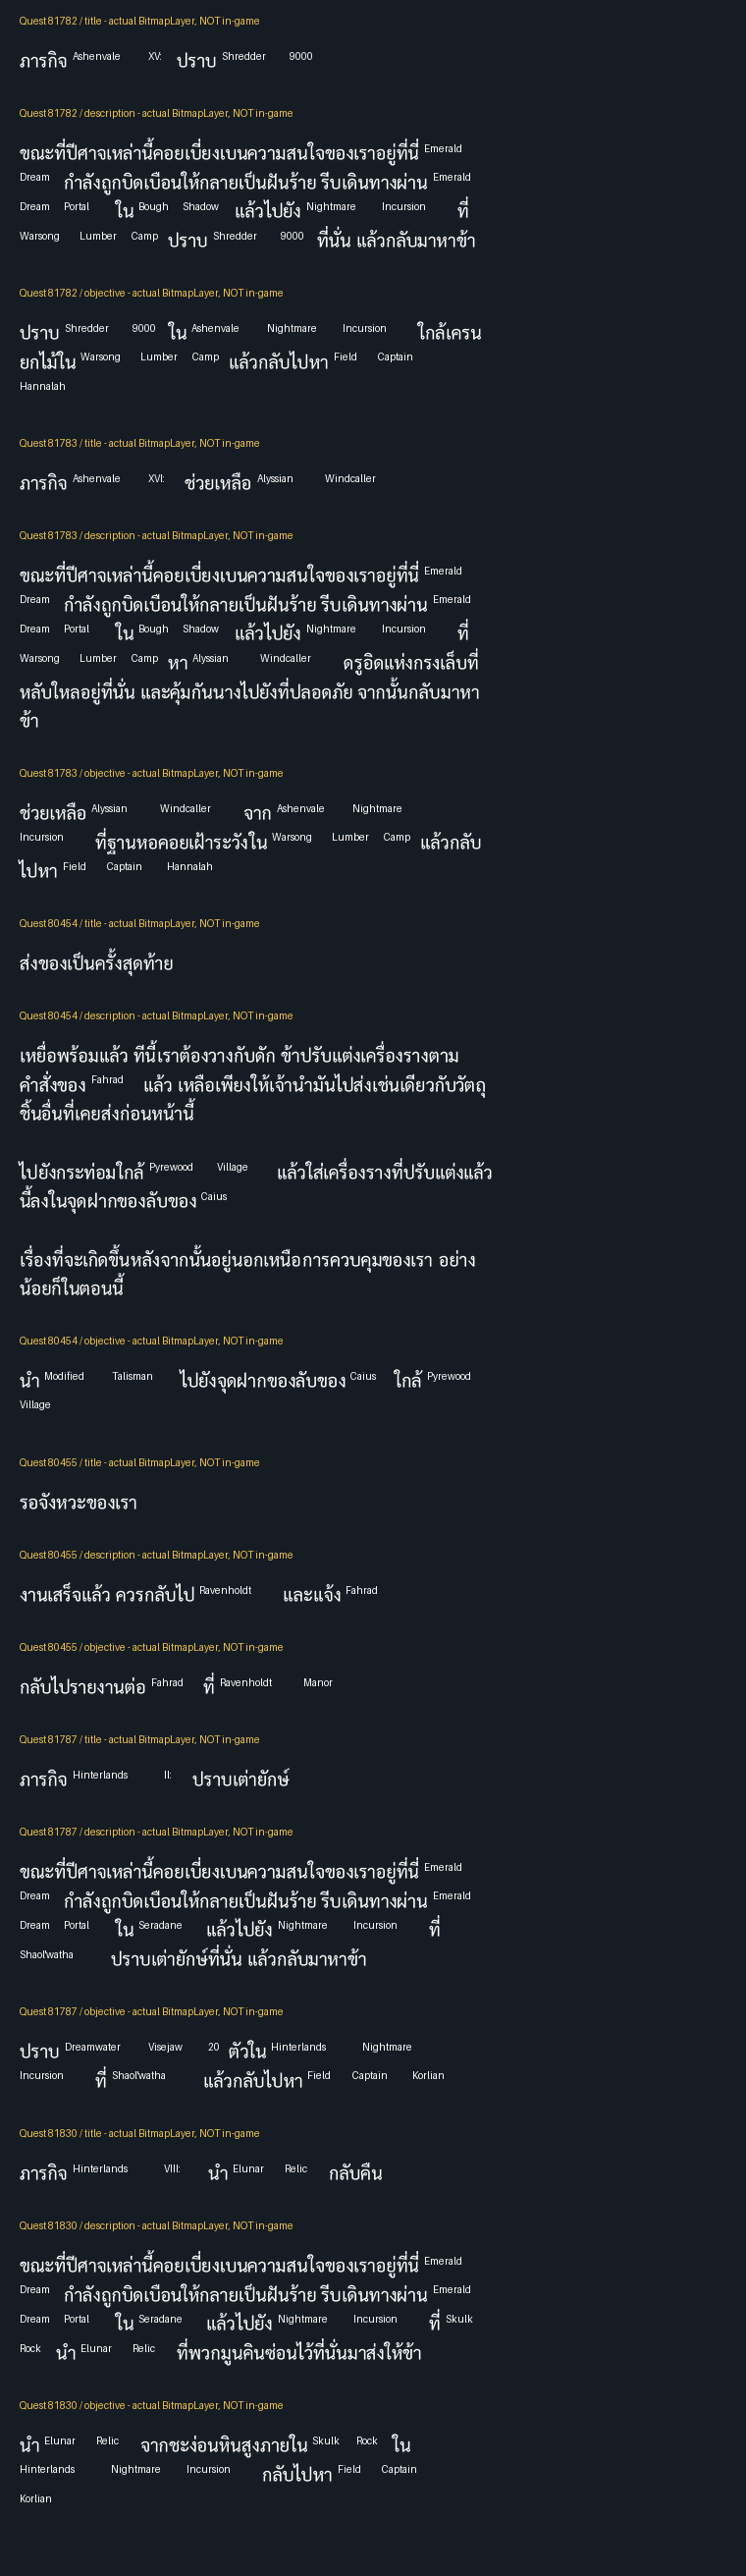 Quest 81782 / title - actual BitmapLayer, NOT in-game
ภารกิจ Ashenvale XV: ปราบ Shredder 9000
Quest 81782 / description - actual BitmapLayer, NOT in-game
ขณะที่ปีศาจเหล่านี้คอยเบี่ยงเบนความสนใจของเราอยู่ที่นี่ Emerald
Dream กำลังถูกบิดเบือนให้กลายเป็นฝันร้าย รีบเดินทางผ่าน Emerald
Dream Portal ใน Bough Shadow แล้วไปยัง Nightmare Incursion ที่
Warsong Lumber Camp ปราบ Shredder 9000 ที่นั่น แล้วกลับมาหาข้า
Quest 81782 / objective - actual BitmapLayer, NOT in-game
ปราบ Shredder 9000 ใน Ashenvale Nightmare Incursion ใกล้เครน
ยกไม้ใน Warsong Lumber Camp แล้วกลับไปหา Field Captain
Hannalah
Quest 81783 / title - actual BitmapLayer, NOT in-game
ภารกิจ Ashenvale XVI: ช่วยเหลือ Alyssian Windcaller
Quest 81783 / description - actual BitmapLayer, NOT in-game
ขณะที่ปีศาจเหล่านี้คอยเบี่ยงเบนความสนใจของเราอยู่ที่นี่ Emerald
Dream กำลังถูกบิดเบือนให้กลายเป็นฝันร้าย รีบเดินทางผ่าน Emerald
Dream Portal ใน Bough Shadow แล้วไปยัง Nightmare Incursion ที่
Warsong Lumber Camp หา Alyssian Windcaller ดรูอิดแห่งกรงเล็บที่
หลับใหลอยู่ที่นั่น และคุ้มกันนางไปยังที่ปลอดภัย จากนั้นกลับมาหา
ข้า
Quest 81783 / objective - actual BitmapLayer, NOT in-game
ช่วยเหลือ Alyssian Windcaller จาก Ashenvale Nightmare
Incursion ที่ฐานหอคอยเฝ้าระวังใน Warsong Lumber Camp แล้วกลับ
ไปหา Field Captain Hannalah
Quest 80454 / title - actual BitmapLayer, NOT in-game
ส่งของเป็นครั้งสุดท้าย
Quest 80454 / description - actual BitmapLayer, NOT in-game
เหยื่อพร้อมแล้ว ทีนี้เราต้องวางกับดัก ข้าปรับแต่งเครื่องรางตาม
คำสั่งของ Fahrad แล้ว เหลือเพียงให้เจ้านำมันไปส่งเช่นเดียวกับวัตถุ
ชิ้นอื่นที่เคยส่งก่อนหน้านี้
ไปยังกระท่อมใกล้ Pyrewood Village แล้วใส่เครื่องรางที่ปรับแต่งแล้ว
นี้ลงในจุดฝากของลับของ Caius
เรื่องที่จะเกิดขึ้นหลังจากนั้นอยู่นอกเหนือการควบคุมของเรา อย่าง
น้อยก็ในตอนนี้
Quest 80454 / objective - actual BitmapLayer, NOT in-game
นำ Modified Talisman ไปยังจุดฝากของลับของ Caius ใกล้ Pyrewood
Village
Quest 80455 / title - actual BitmapLayer, NOT in-game
รอจังหวะของเรา
Quest 80455 / description - actual BitmapLayer, NOT in-game
งานเสร็จแล้ว ควรกลับไป Ravenholdt และแจ้ง Fahrad
Quest 80455 / objective - actual BitmapLayer, NOT in-game
กลับไปรายงานต่อ Fahrad ที่ Ravenholdt Manor
Quest 81787 / title - actual BitmapLayer, NOT in-game
ภารกิจ Hinterlands II: ปราบเต่ายักษ์
Quest 81787 / description - actual BitmapLayer, NOT in-game
ขณะที่ปีศาจเหล่านี้คอยเบี่ยงเบนความสนใจของเราอยู่ที่นี่ Emerald
Dream กำลังถูกบิดเบือนให้กลายเป็นฝันร้าย รีบเดินทางผ่าน Emerald
Dream Portal ใน Seradane แล้วไปยัง Nightmare Incursion ที่
Shaol'watha ปราบเต่ายักษ์ที่นั่น แล้วกลับมาหาข้า
Quest 81787 / objective - actual BitmapLayer, NOT in-game
ปราบ Dreamwater Visejaw 20 ตัวใน Hinterlands Nightmare
Incursion ที่ Shaol'watha แล้วกลับไปหา Field Captain Korlian
Quest 81830 / title - actual BitmapLayer, NOT in-game
ภารกิจ Hinterlands VIII: นำ Elunar Relic กลับคืน
Quest 81830 / description - actual BitmapLayer, NOT in-game
ขณะที่ปีศาจเหล่านี้คอยเบี่ยงเบนความสนใจของเราอยู่ที่นี่ Emerald
Dream กำลังถูกบิดเบือนให้กลายเป็นฝันร้าย รีบเดินทางผ่าน Emerald
Dream Portal ใน Seradane แล้วไปยัง Nightmare Incursion ที่ Skulk
Rock นำ Elunar Relic ที่พวกมูนคินซ่อนไว้ที่นั่นมาส่งให้ข้า
Quest 81830 / objective - actual BitmapLayer, NOT in-game
นำ Elunar Relic จากชะง่อนหินสูงภายใน Skulk Rock ใน
Hinterlands Nightmare Incursion กลับไปหา Field Captain
Korlian